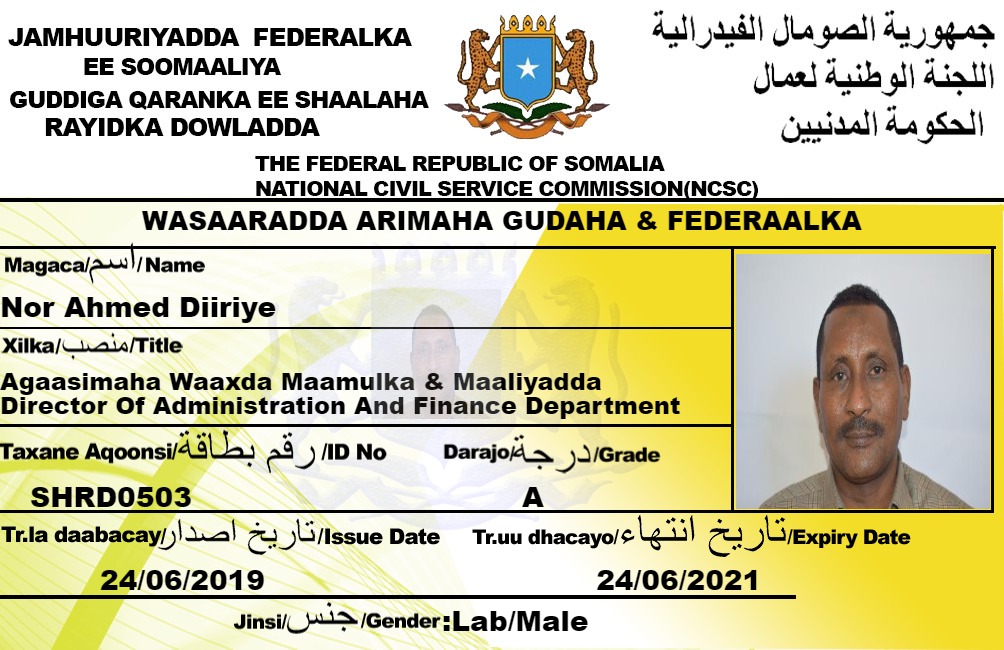 JAMHUURIYADDA FEDERALKA
EE SOOMAALIYA
GUDDIGA QARANKA EE SHAALAHA
RAYIDKA DOWLADDA
جمهورية الصومال الفيدرالية
اللجنة الوطنية لعمال
الحكومة المدنيين
THE FEDERAL REPUBLIC OF SOMALIA
NATIONAL CIVIL SERVICE COMMISSION(NCSC)
WASAARADDA ARIMAHA GUDAHA & FEDERAALKA
Magaca/اسم/Name
Nor Ahmed Diiriye
Xilka/منصب/Title
Agaasimaha Waaxda Maamulka & Maaliyadda
Director Of Administration And Finance Department
Taxane Aqoonsi/رقم بطاقة/ID No
Darajo/درجة/Grade
SHRD0503
A
Tr.la daabacay/تاريخ اصدار/Issue Date
Tr.uu dhacayo/تاريخ انتهاء/Expiry Date
24/06/2019
24/06/2021
Jinsi/جنس/Gender:Lab/Male